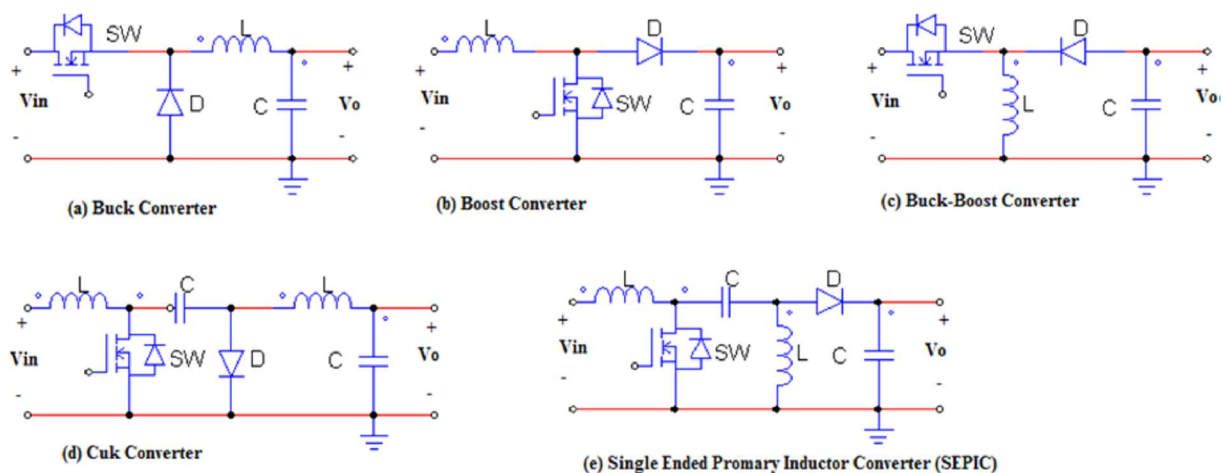 SW
L
+
+
Vin
D
C
Vo
-
-
(a) Buck Converter
L
D
+
+
Vin
SW
C
Vo
-
-
(b) Boost Converter
SW
D
+
+
Vin
L
C
Vo
-
-
(c) Buck-Boost Converter
L
C
L
+
+
Vin
SW
D
C
Vo
-
-
(d) Cuk Converter
L
C
D
+
+
Vin
SW
L
C
Vo
-
-
(e) Single Ended Promary Inductor Converter (SEPIC)